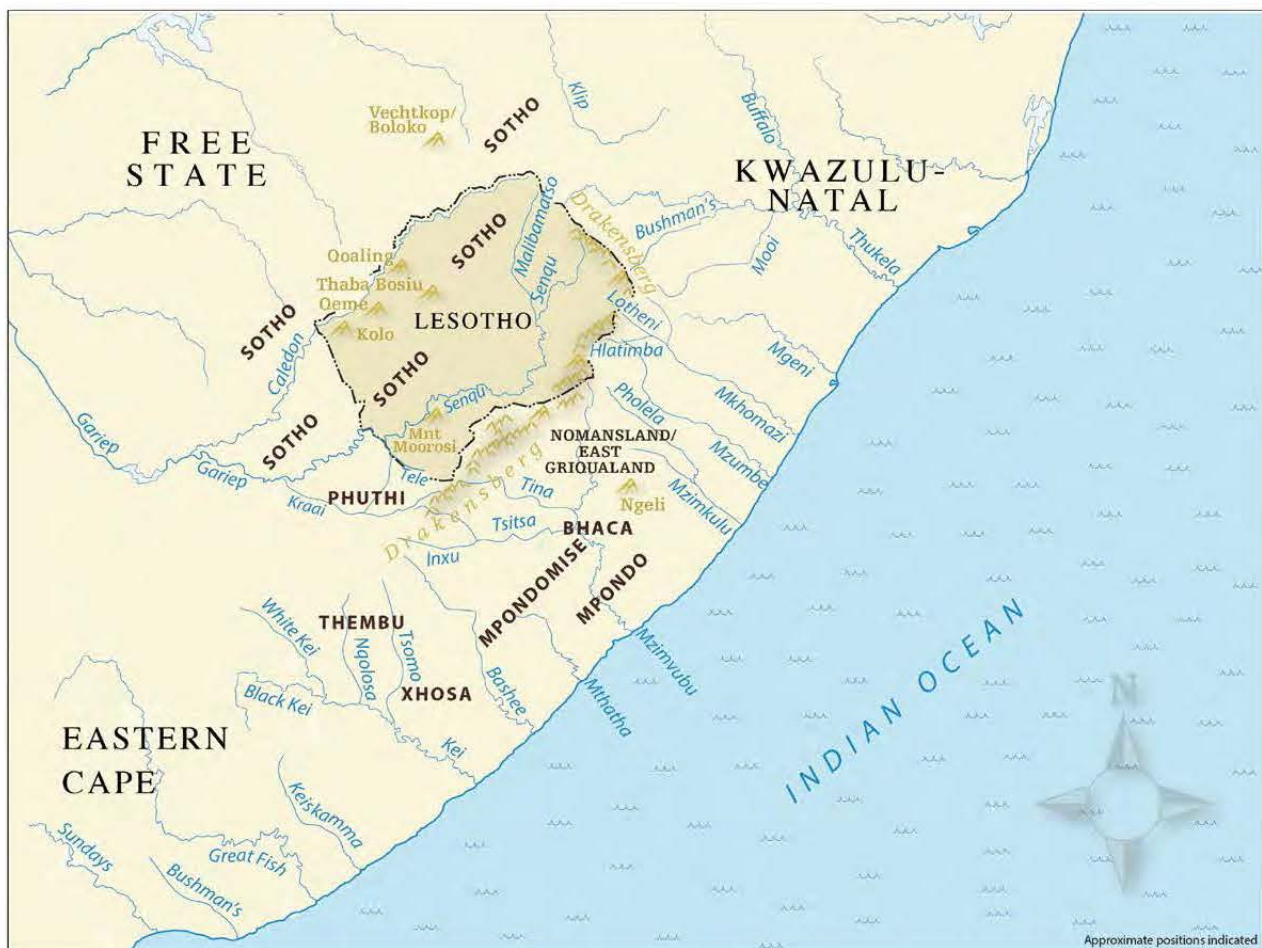 Vechtkop/
Boloko
SOTHO
Klip
Buffalo
FREE
STATE
KWAZULU-
NATAL
Drakensberg
Bushman's
Malibamatso
SOTHO
Mooi
Thukela
Qoaling
Thaba Bosiu
Senqu
Qeme
Lotheni
LESOTHO
Kolo
SOTHO
Caledon
Hlatimba
Mgeni
SOTHO
Senqu
Pholela
Mkhomazi
Mnt
Moorosi
Gariep
SOTHO
NOMANSLAND/
EAST
GRIQUALAND
Mzumbe
Gariep
Tele
Drakensberg
Kraai
PHUTHI
Tina
Ngeli
Mzimkulu
Tsitsa
BHACA
Inxu
MPONDOMISE
MPONDO
White Kei
THEMBU
Nqolosa
Tsomo
Mzimvubu
XHOSA
Bashee
Mthatha
Black Kei
INDIAN OCEAN
N
EASTERN
CAPE
Kei
Keiskamma
Sundays
Great Fish
Bushman's
Approximate positions indicated